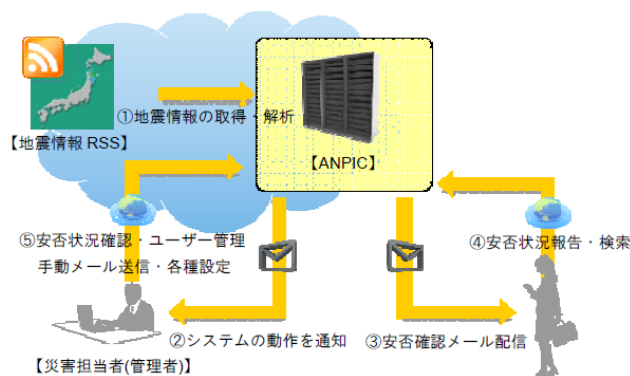 ①地震情報の取得・解析
【地震情報 RSS】
【ANPIC】
⑤安否状況確認・ユーザー管理
手動メール送信・各種設定
④安否状況報告・検索
②システムの動作を通知
③安否確認メール配信
【災害担当者(管理者)】